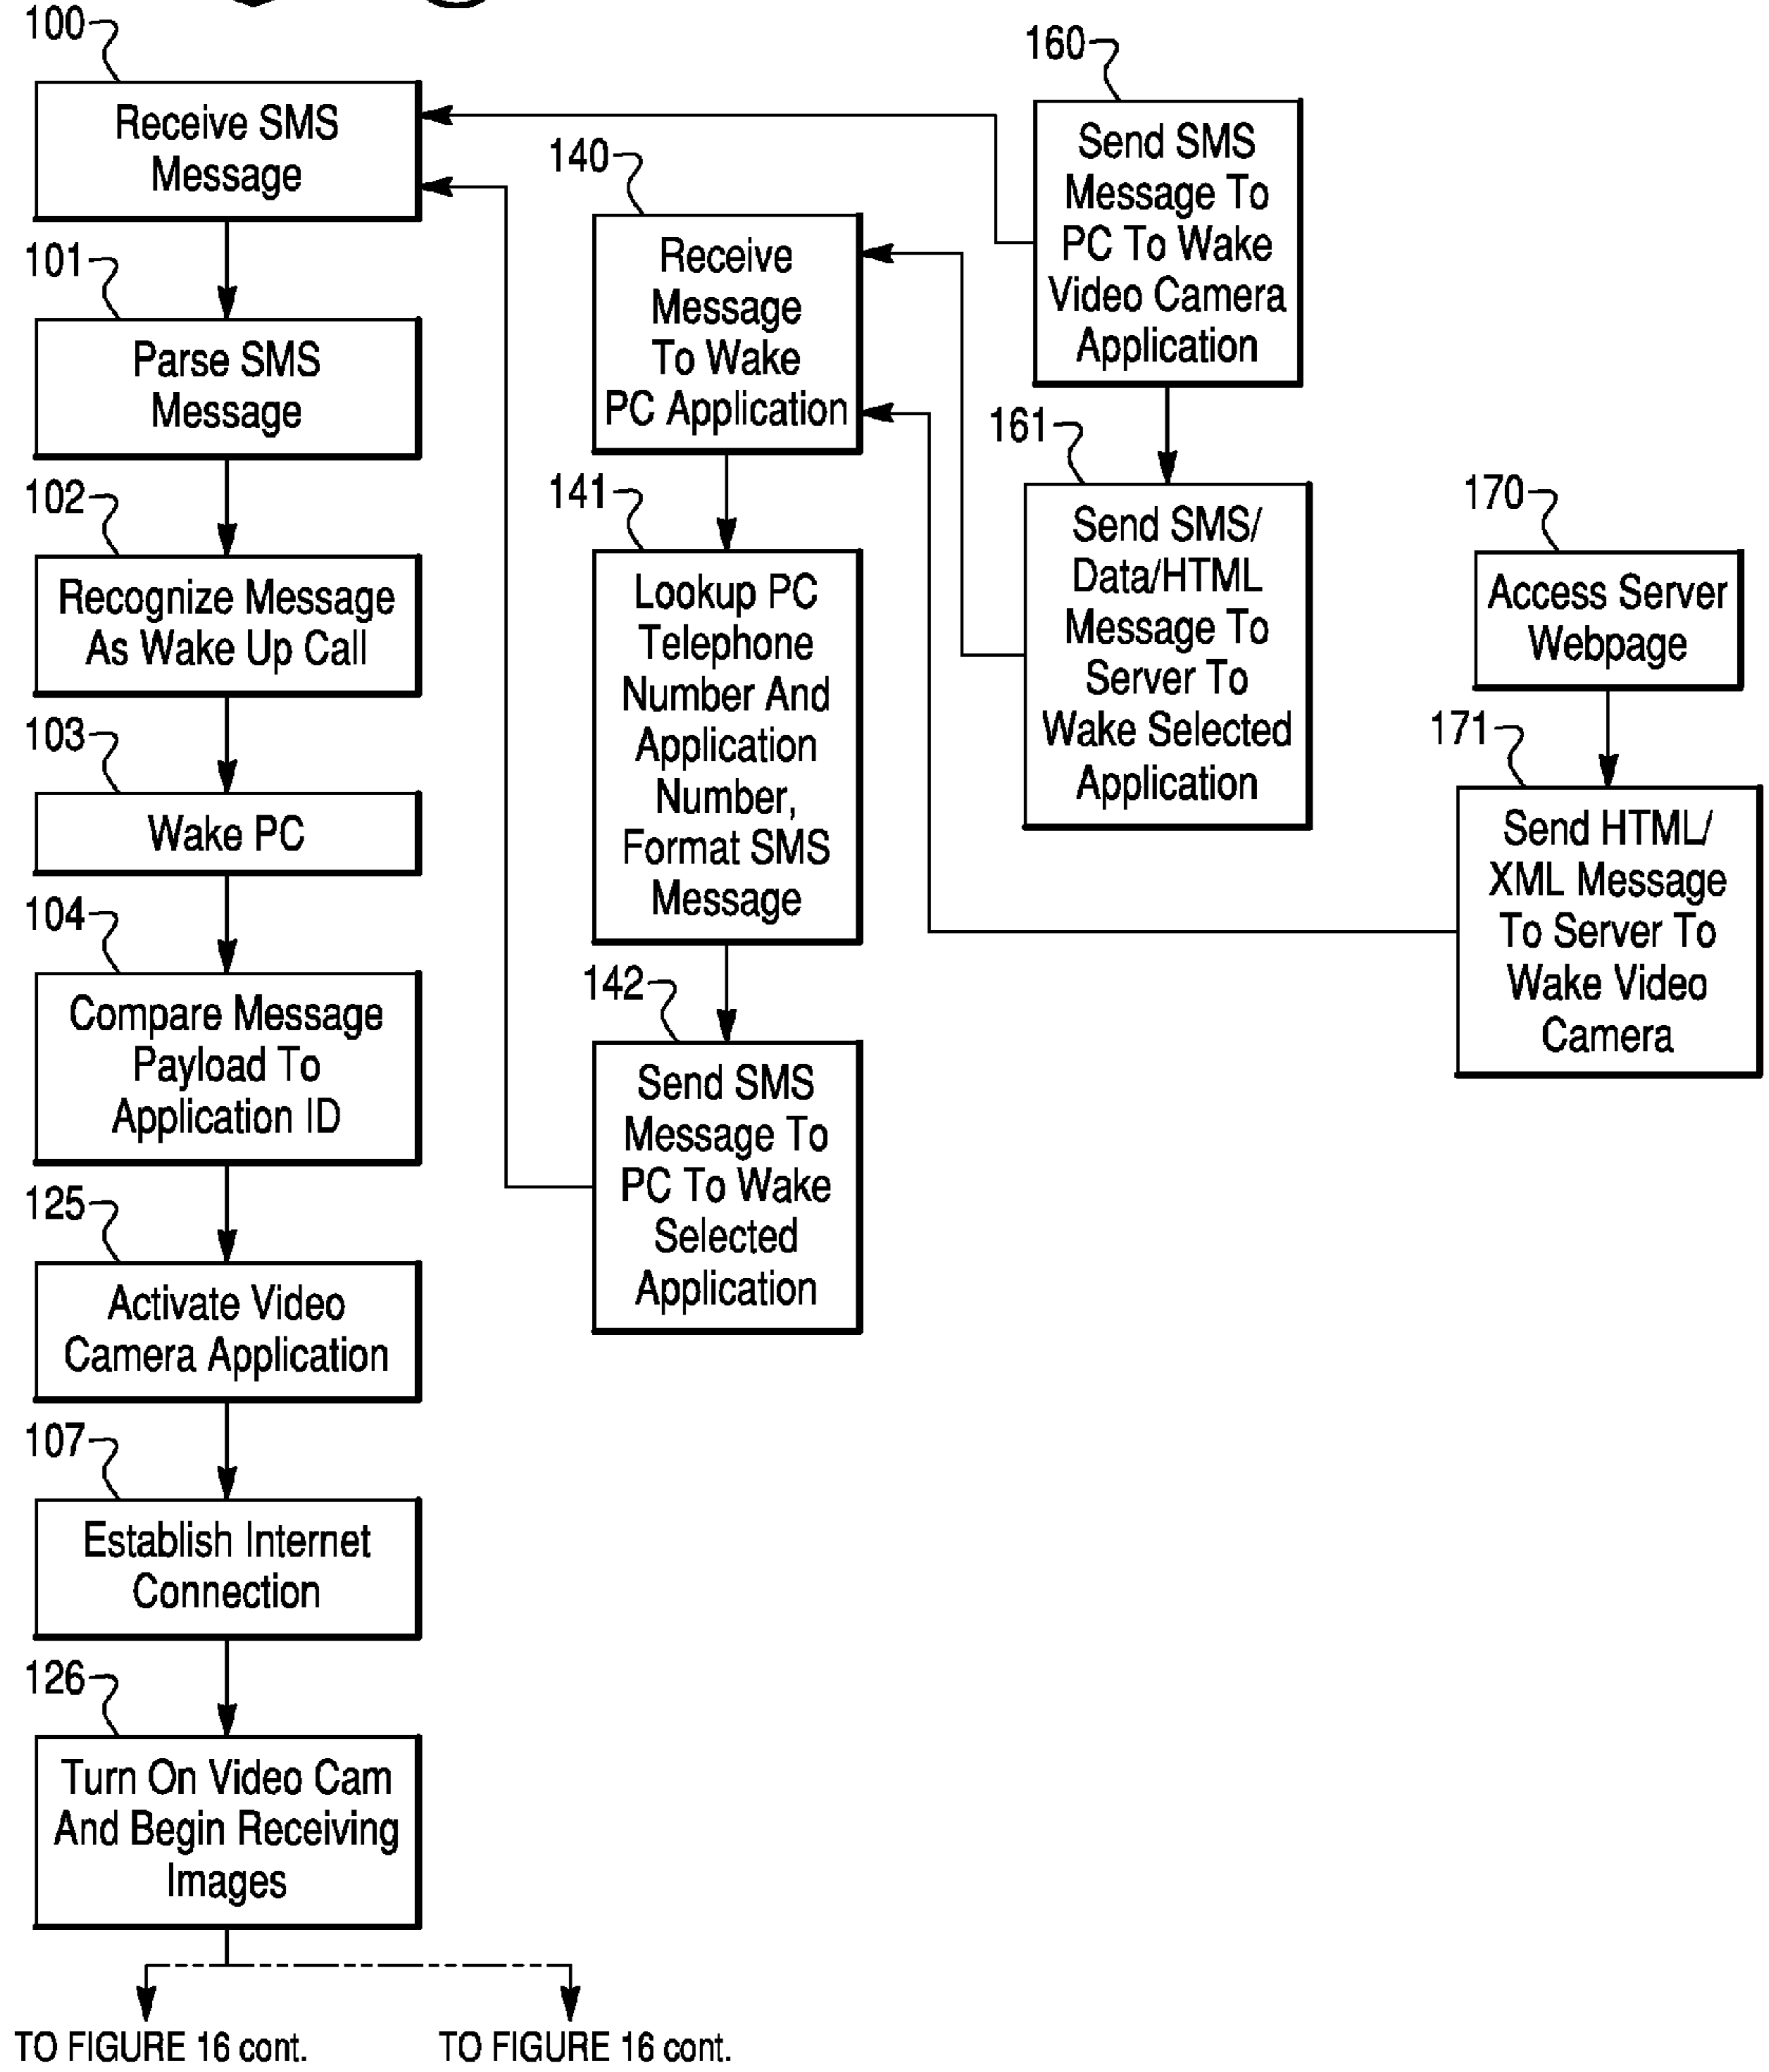 100
Receive SMS
Message
101
Parse SMS
Message
102
Recognize Message
As Wake Up Call
103
Wake PC
104
Compare Message
Payload To
Application ID
125
Activate Video
Camera Application
107
Establish Internet
Connection
126
Turn On Video Cam
And Begin Receiving
Images
TO FIGURE 16 cont.
TO FIGURE 16 cont.
140
Receive
Message
To Wake
PC Application
141
Lookup PC
Telephone
Number And
Application
Number,
Format SMS
Message
142
Send SMS
Message To
PC To Wake
Selected
Application
160
Send SMS
Message To
PC To Wake
Video Camera
Application
161
Send SMS/
Data/HTML
Message To
Server To
Wake Selected
Application
170
Access Server
Webpage
171
Send HTML/
XML Message
To Server To
Wake Video
Camera